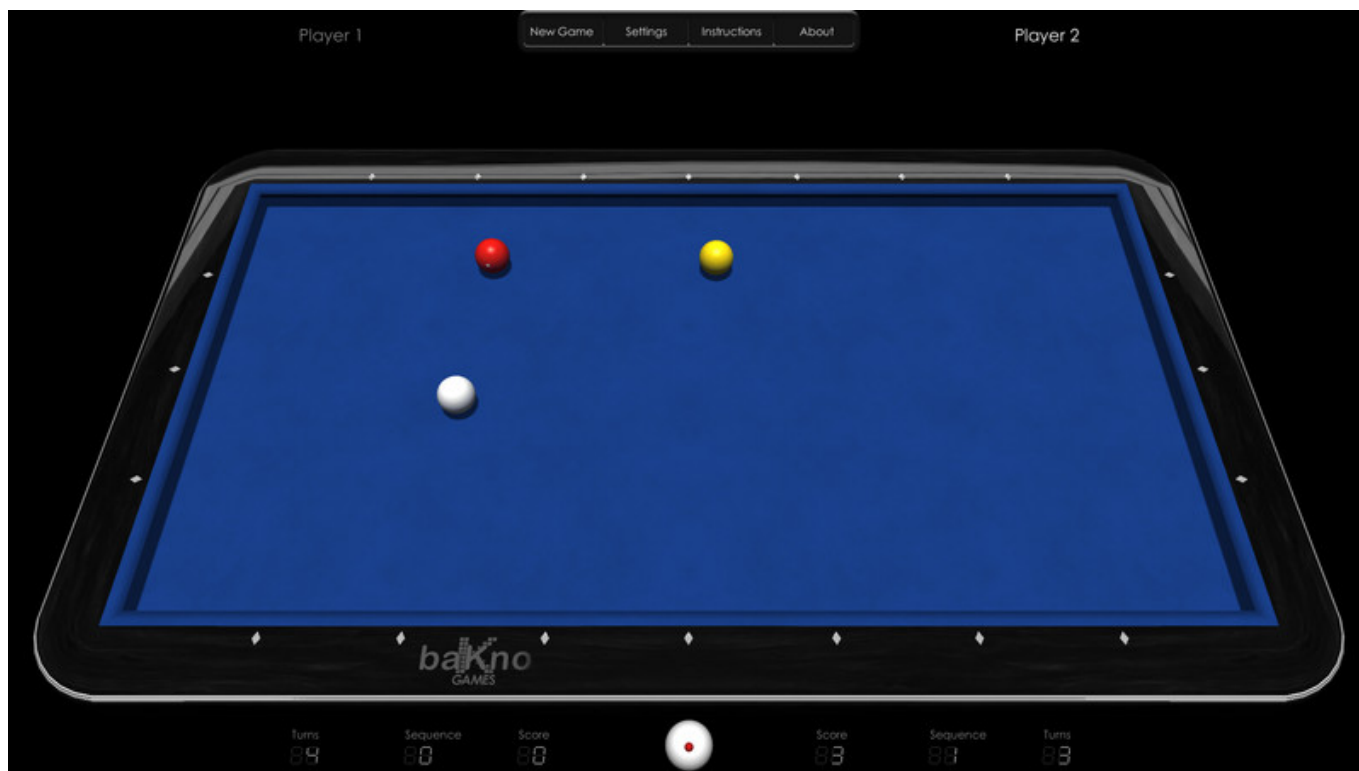 Player 1
New Game Settings Instructions About
Player 2
baKno
GAMES
Turns Sequence Score Score Sequence Turns
4 0 0 3 1 3